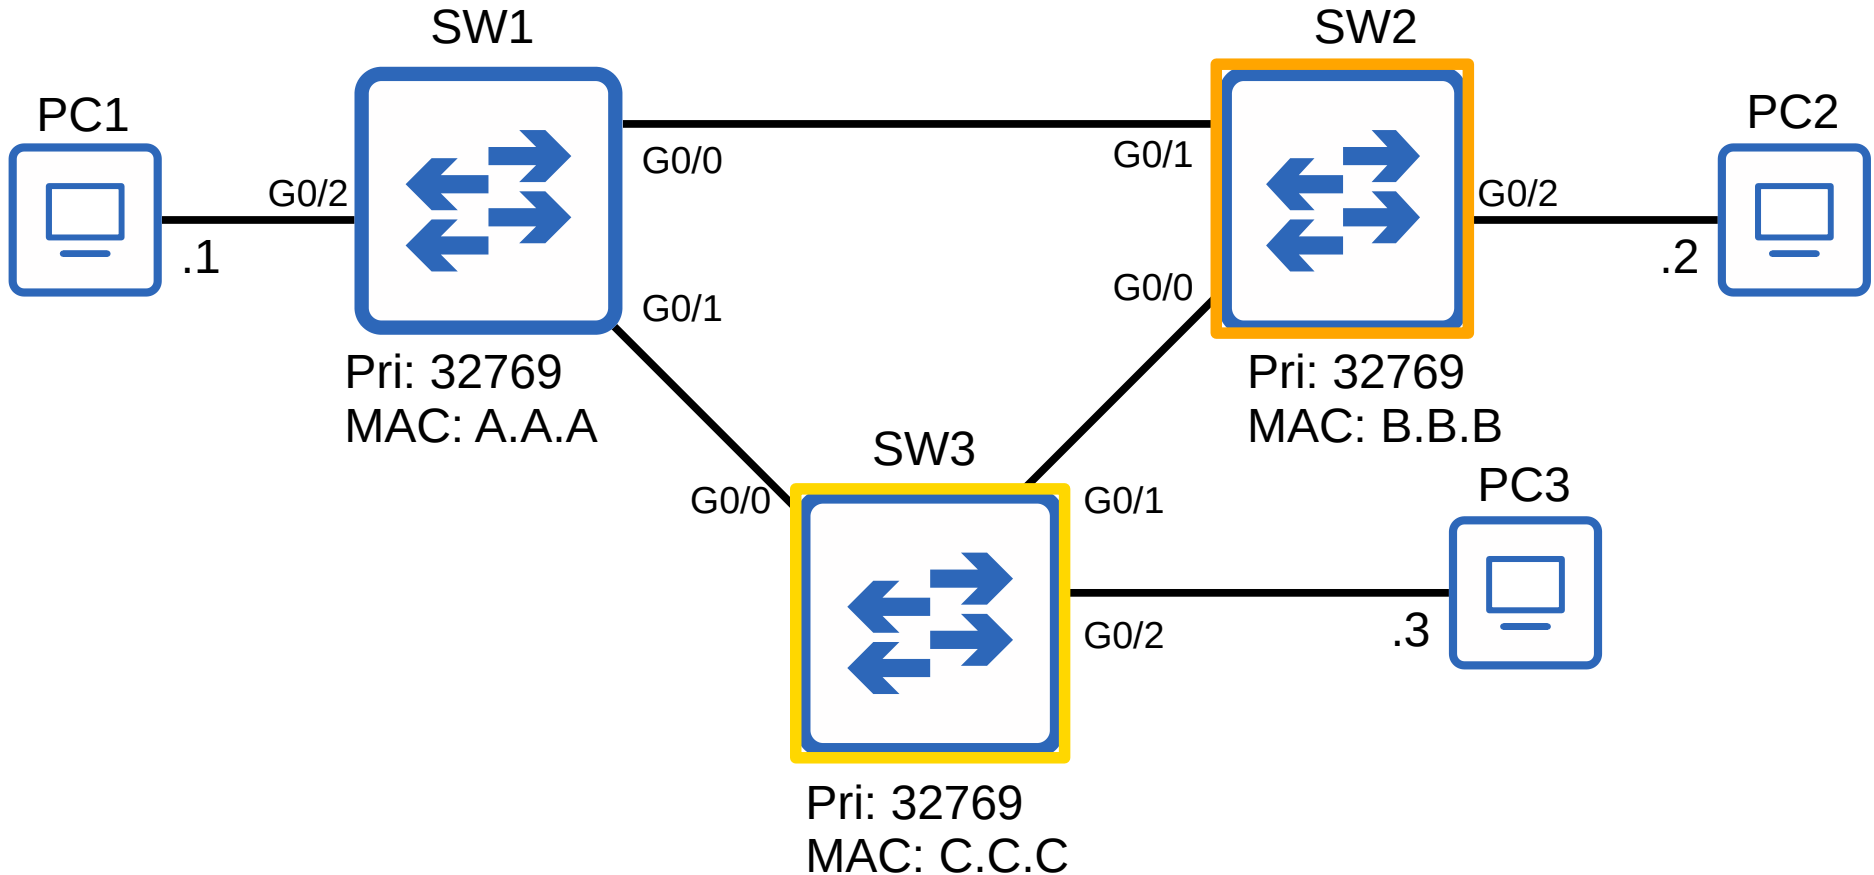 SW1
SW2
PC1
PC2
G0/0
G0/1
G0/2
G0/2
.1
.2
G0/1
G0/0
Pri: 32769
MAC: A.A.A
Pri: 32769
MAC: B.B.B
SW3
PC3
G0/0
G0/1
G0/2
.3
Pri: 32769
MAC: C.C.C